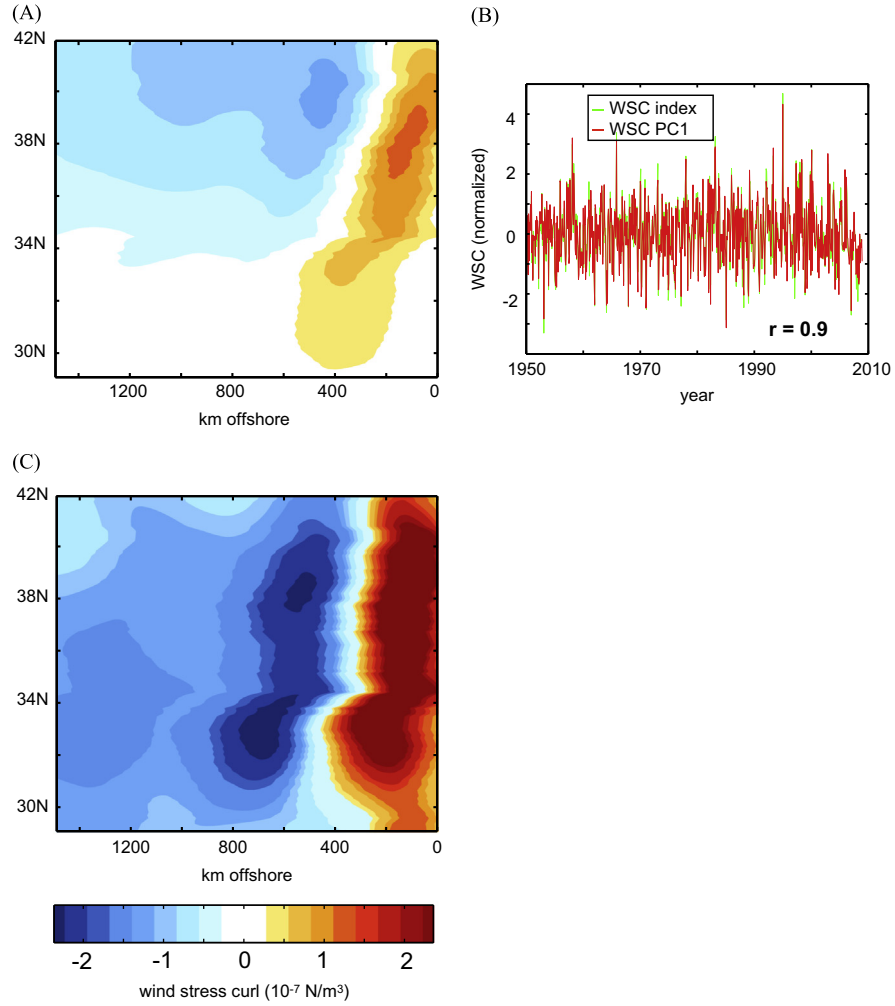 (A)
42N
38N
34N
30N
1200
800
400
0
km offshore
(B)
WSC (normalized)
4
2
0
-2
WSC index
WSC PC1
r = 0.9
1950
1970
1990
2010
year
(C)
42N
38N
34N
30N
1200
800
400
0
km offshore
-2
-1
0
1
2
wind stress curl (10⁻⁷ N/m³)